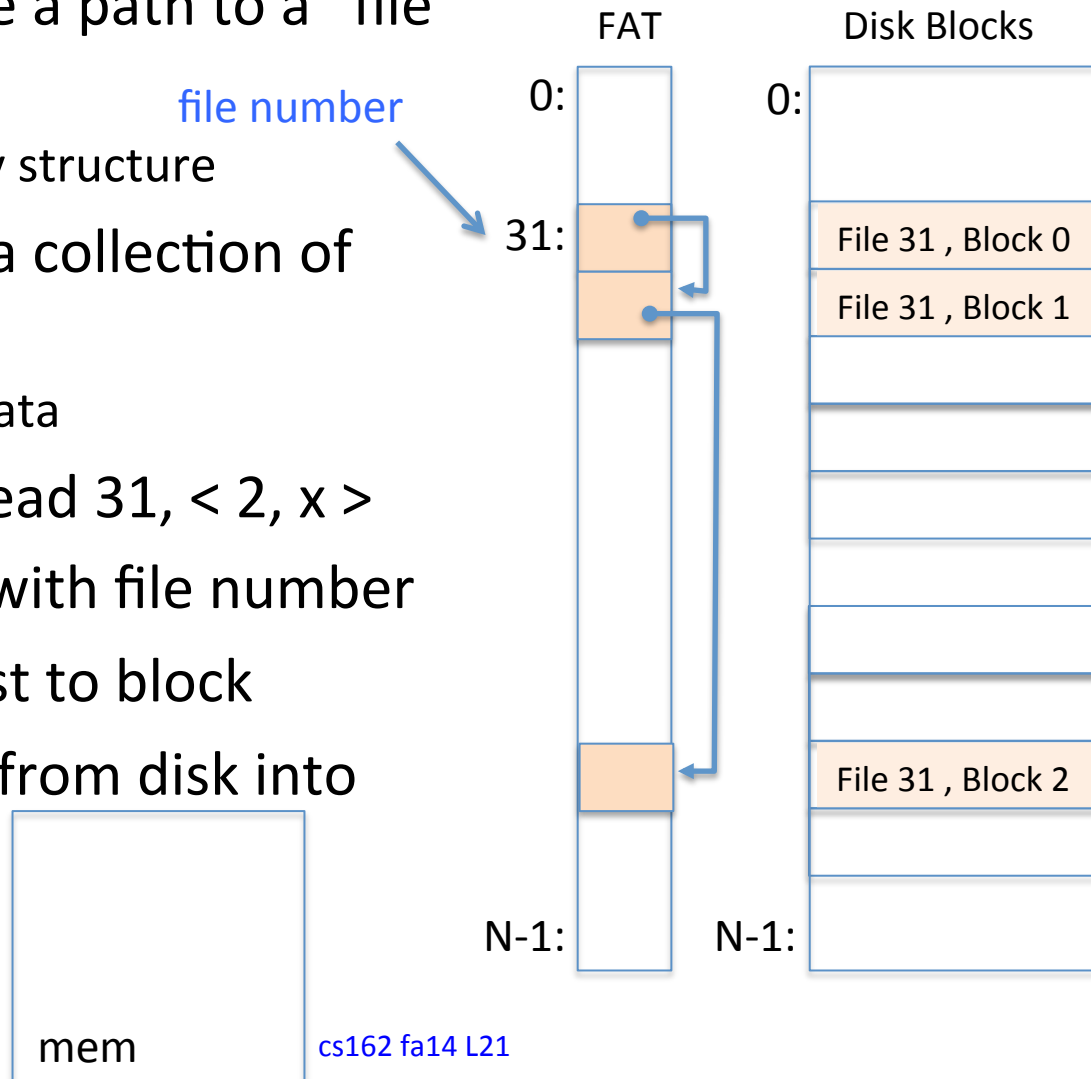 e a path to a "file
file number
y structure
a collection of
ata
ead 31, < 2, x >
with file number
st to block
from disk into
mem
cs162 fa14 L21
FAT
Disk Blocks
0:
0:
31:
File 31 , Block 0
File 31 , Block 1
File 31 , Block 2
N-1:
N-1: